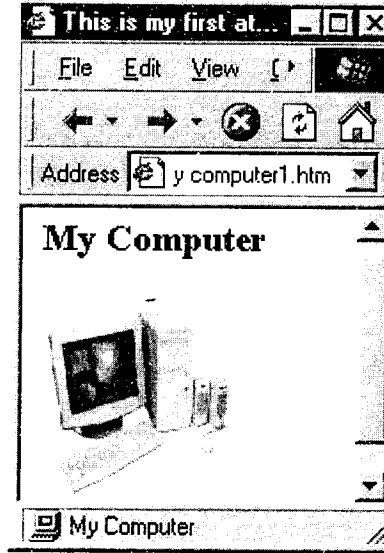 This is my first at...
File Edit View
Address y computer1.htm
My Computer
My Computer